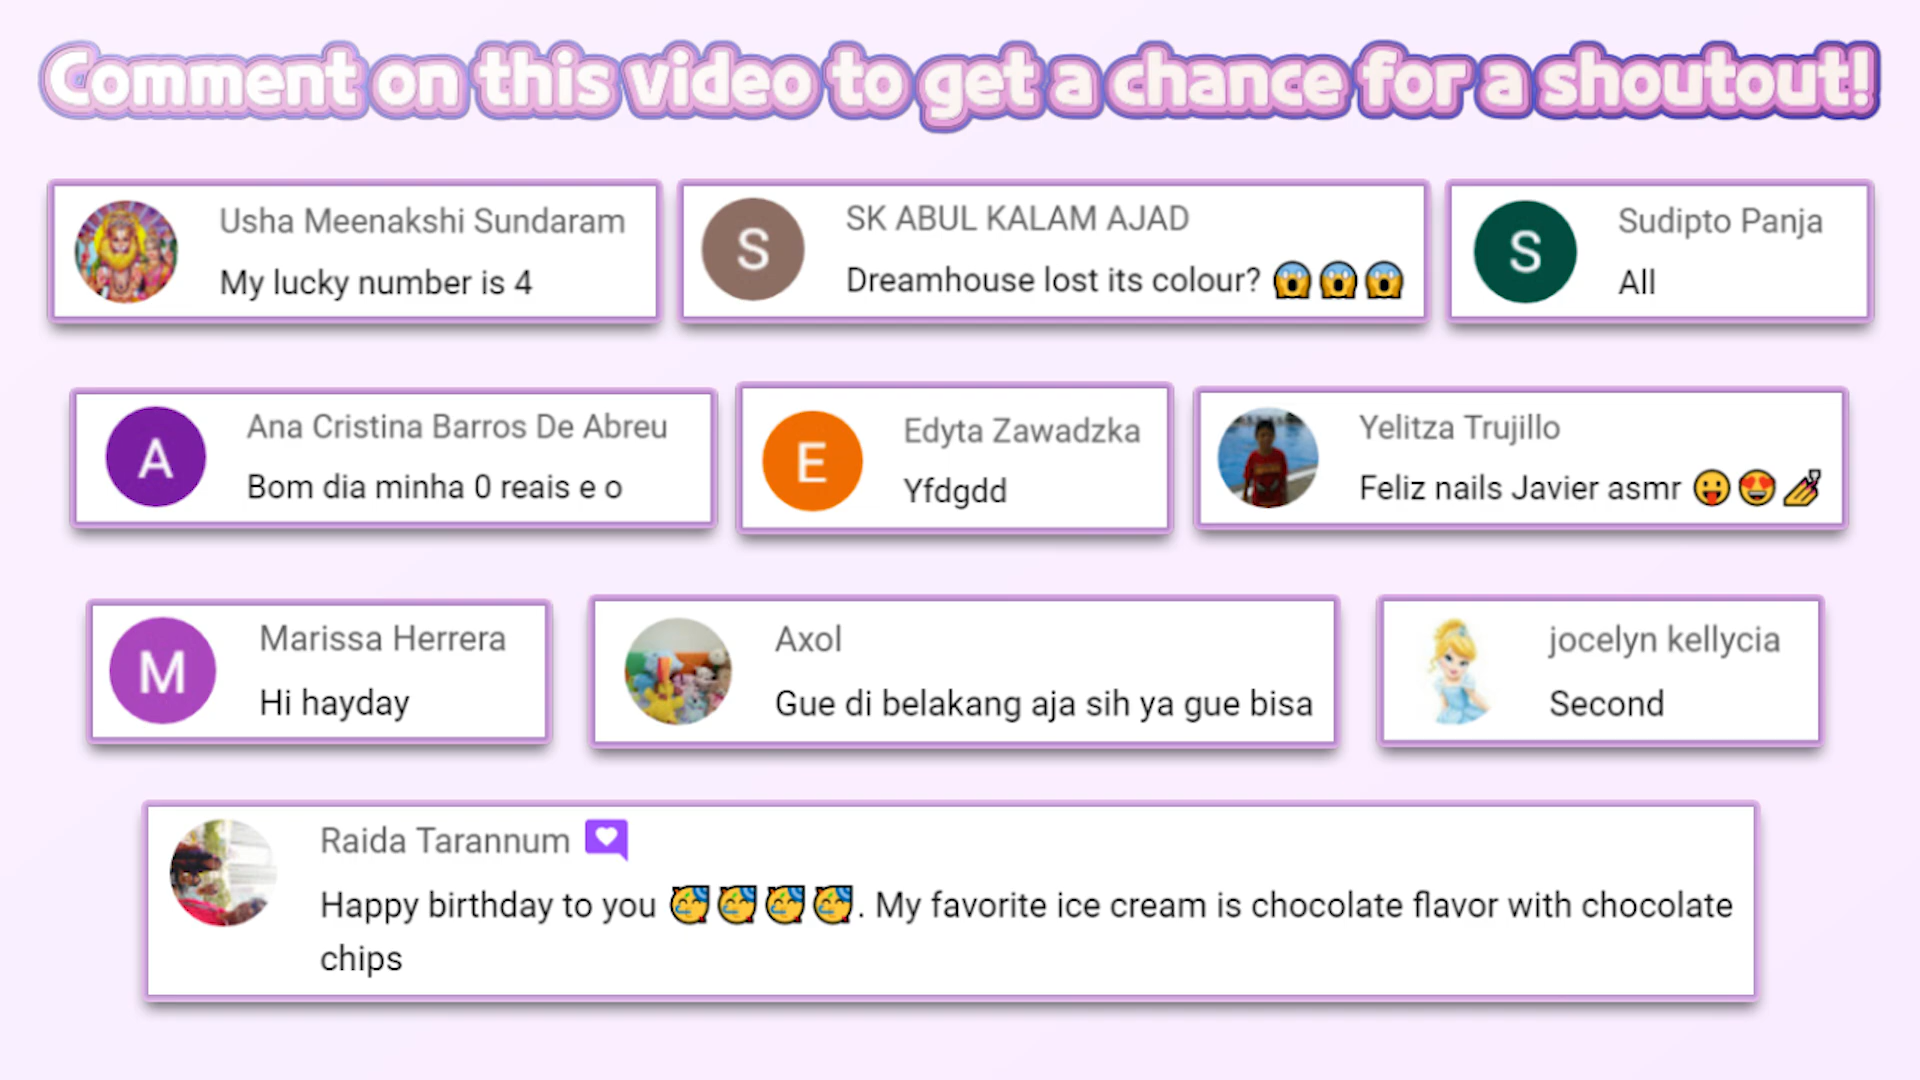 Comment on this video to get a chance for a shoutout!
Usha Meenakshi Sundaram
My lucky number is 4
S
SK ABUL KALAM AJAD
Dreamhouse lost its colour? 😱😱😱
S
Sudipto Panja
All
A
Ana Cristina Barros De Abreu
Bom dia minha 0 reais e o
E
Edyta Zawadzka
Yfdgdd
Yelitza Trujillo
Feliz nails Javier asmr 😛😍💅
M
Marissa Herrera
Hi hayday
Axol
Gue di belakang aja sih ya gue bisa
jocelyn kellycia
Second
Raida Tarannum
Happy birthday to you 🥳🥳🥳🥳. My favorite ice cream is chocolate flavor with chocolate
chips